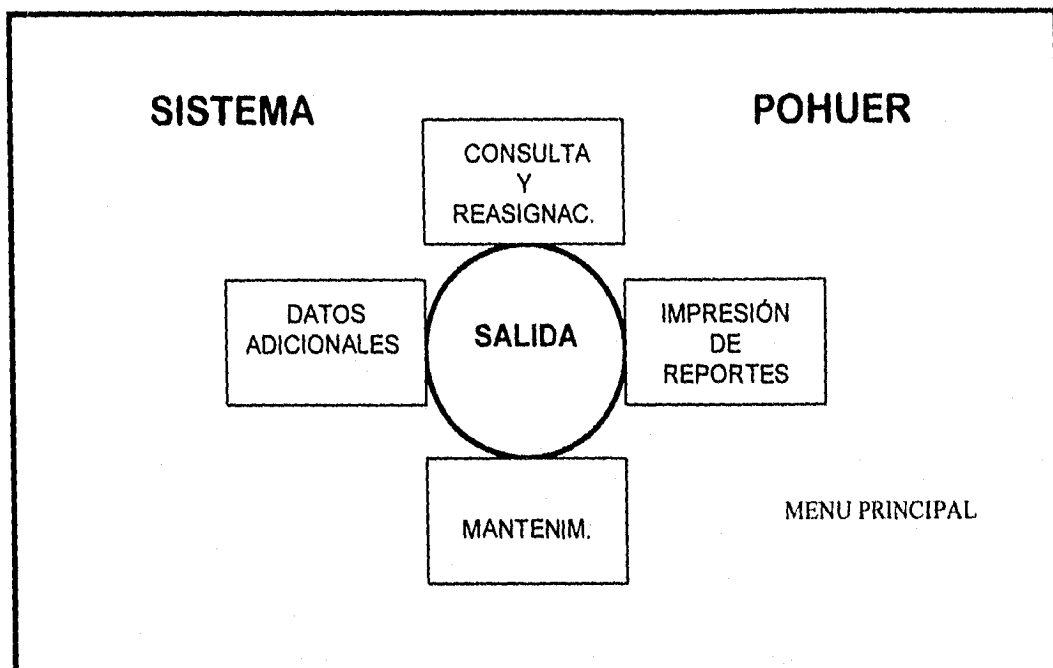 SISTEMA
POHUER
CONSULTA
Y
REASIGNAC.
DATOS
ADICIONALES
SALIDA
IMPRESIÓN
DE
REPORTES
MANTENIM.
MENU PRINCIPAL